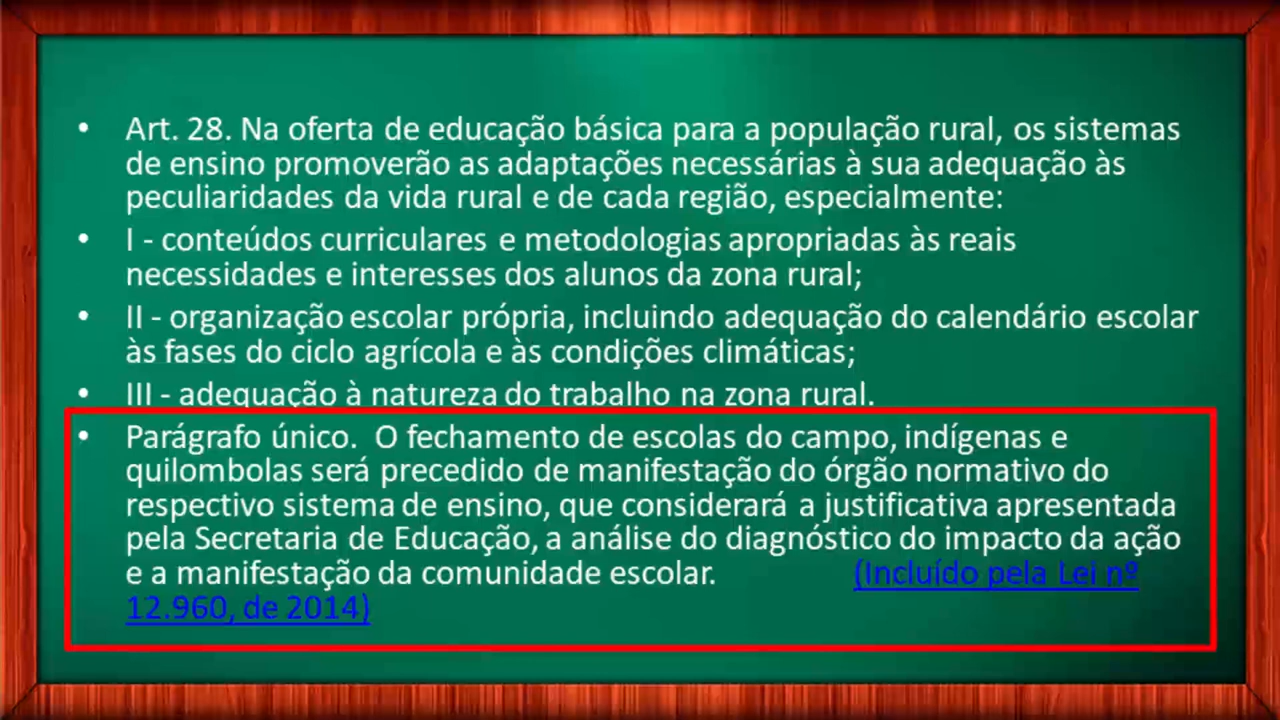 • Art. 28. Na oferta de educação básica para a população rural, os sistemas
de ensino promoverão as adaptações necessárias à sua adequação às
peculiaridades da vida rural e de cada região, especialmente:
• I - conteúdos curriculares e metodologias apropriadas às reais
necessidades e interesses dos alunos da zona rural;
• II - organização escolar própria, incluindo adequação do calendário escolar
às fases do ciclo agrícola e às condições climáticas;
• III - adequação à natureza do trabalho na zona rural.
• Parágrafo único. O fechamento de escolas do campo, indígenas e
quilombolas será precedido de manifestação do órgão normativo do
respectivo sistema de ensino, que considerará a justificativa apresentada
pela Secretaria de Educação, a análise do diagnóstico do impacto da ação
e a manifestação da comunidade escolar. (Incluído pela Lei nº
12.960, de 2014)